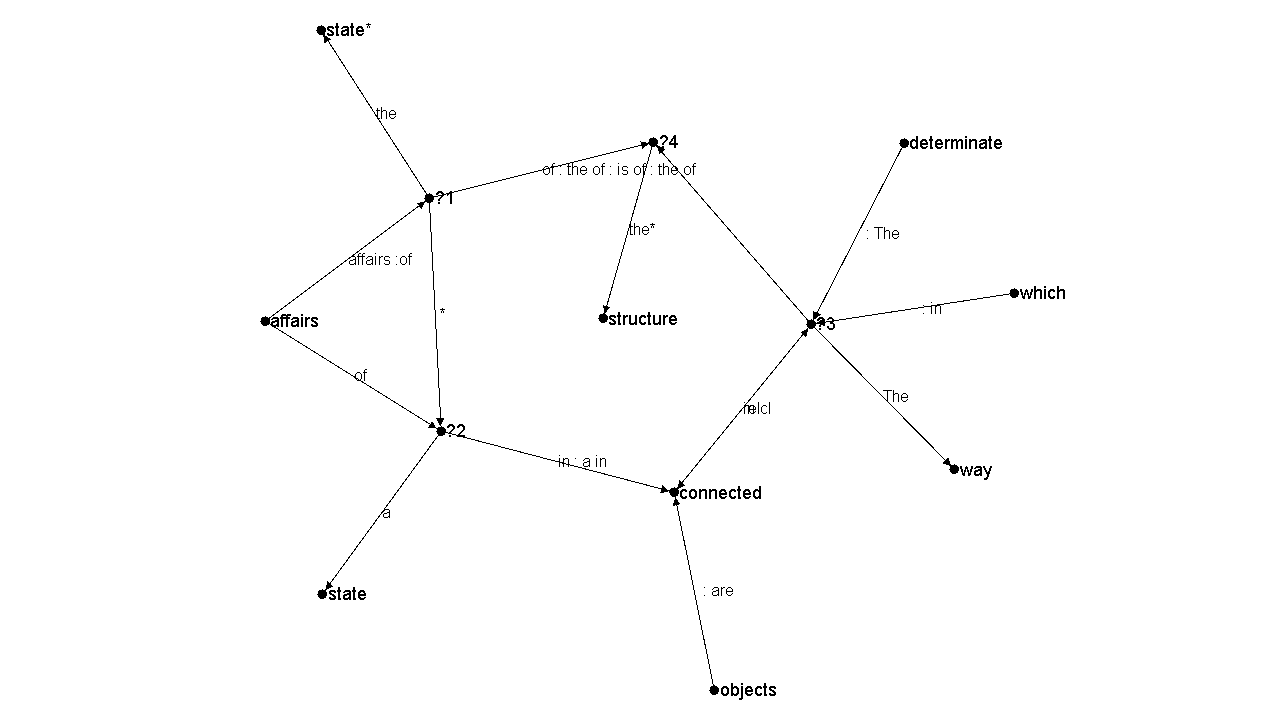 state*
the
?4
determinate
of : the of : is of : the of
?1
the*
: The
affairs :of
which
: in
*
structure
affairs
?3
of
The
?2
in : a in
way
connected
a
: are
state
objects